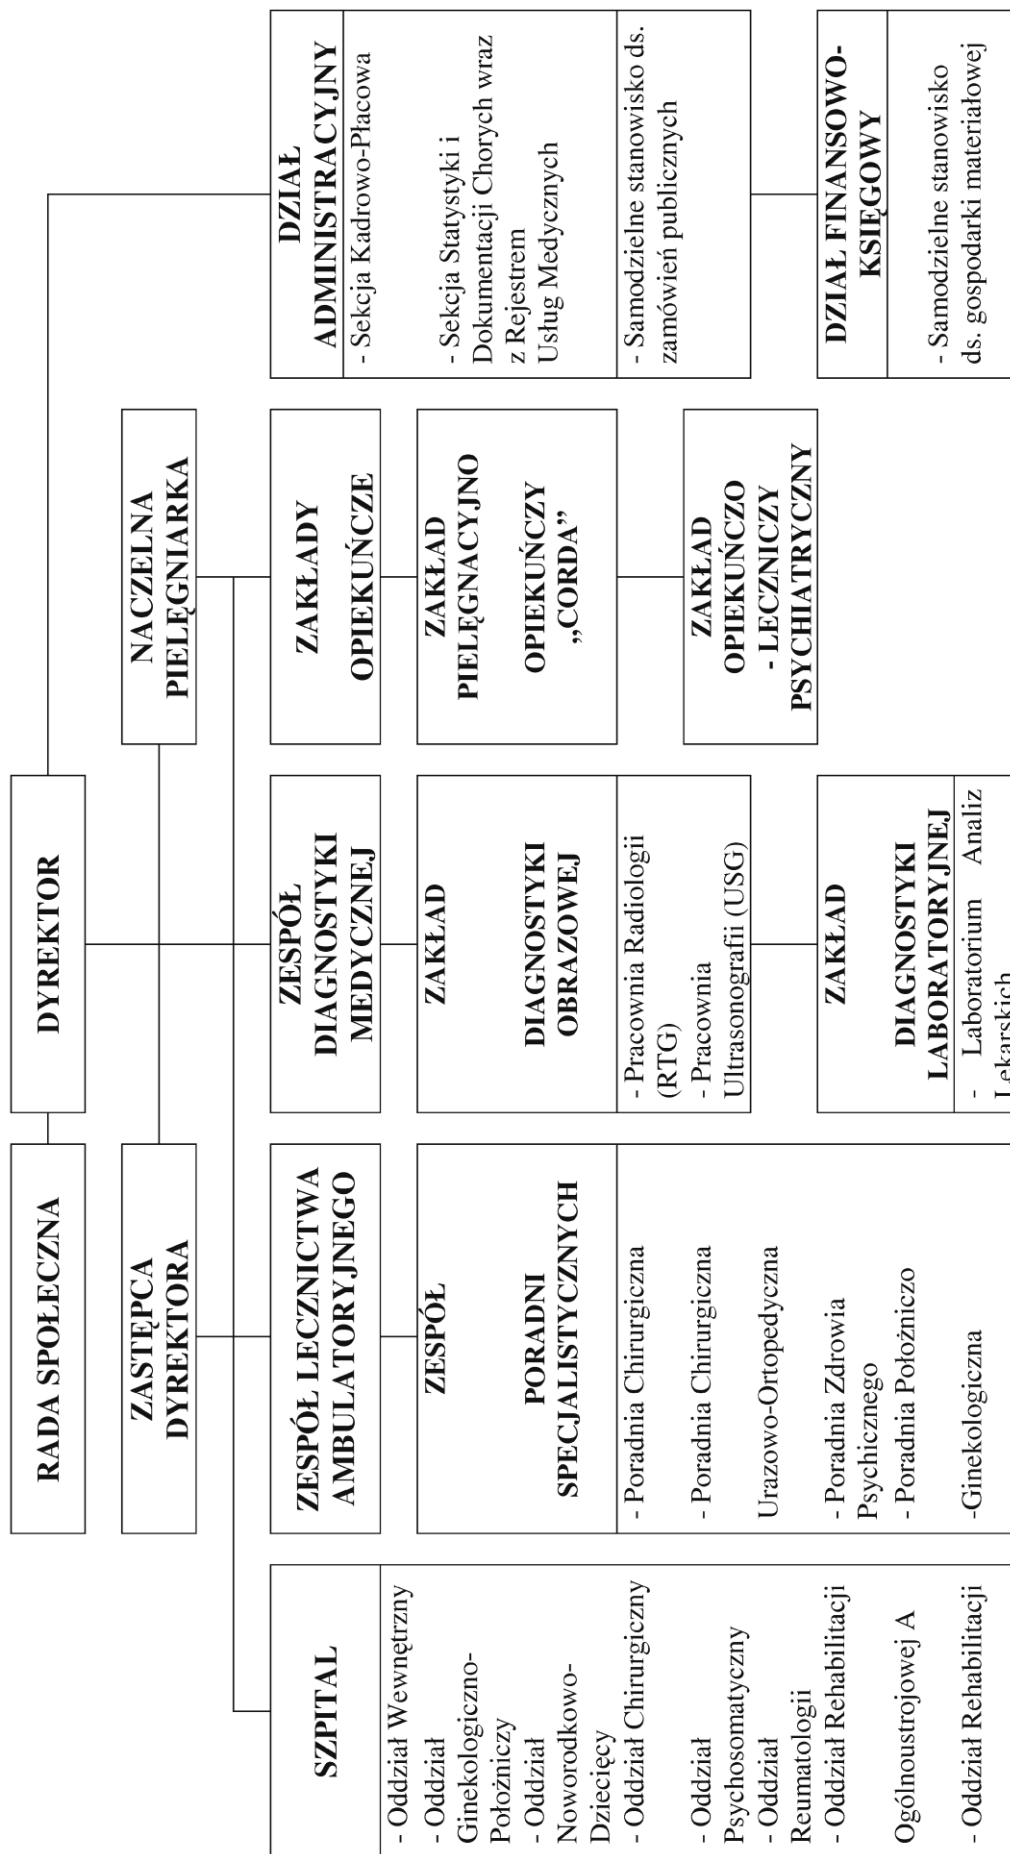 RADA SPOŁECZNA
DYREKTOR
ZASTĘPCA
DYREKTORA
NACZELNA
PIELĘGNIARKA
SZPITAL
- Oddział Wewnętrzny
- Oddział
Ginekologiczno-
Położniczy
- Oddział
Noworodkowo-
Dziecięcy
- Oddział Chirurgiczny
- Oddział
Psychosomatyczny
- Oddział
Reumatologii
- Oddział Rehabilitacji
Ogólnoustrojowej A
- Oddział Rehabilitacji
ZESPÓŁ LECZNICTWA
AMBULATORYJNEGO
ZESPÓŁ
PORADNI
SPECJALISTYCZNYCH
- Poradnia Chirurgiczna
- Poradnia Chirurgiczna
Urazowo-Ortopedyczna
- Poradnia Zdrowia
Psychicznego
- Poradnia Położniczo
-Ginekologiczna
ZESPÓŁ
DIAGNOSTYKI
MEDYCZNEJ
ZAKŁAD
DIAGNOSTYKI
OBRAZOWEJ
- Pracownia Radiologii
(RTG)
- Pracownia
Ultrasonografii (USG)
ZAKŁAD
DIAGNOSTYKI
LABORATORYJNEJ
- Laboratorium Analiz
Lekarskich
ZAKŁADY
OPIEKUŃCZE
ZAKŁAD
PIELĘGNACYJNO
OPIEKUŃCZY
„CORDA”
ZAKŁAD
OPIEKUŃCZO
- LECZNICZY
PSYCHIATRYCZNY
DZIAŁ
ADMINISTRACYJNY
- Sekcja Kadrowo-Płacowa
- Sekcja Statystyki i
Dokumentacji Chorych wraz
z Rejestrem
Usług Medycznych
- Samodzielne stanowisko ds.
zamówień publicznych
DZIAŁ FINANSOWO-
KSIĘGOWY
- Samodzielne stanowisko
ds. gospodarki materiałowej